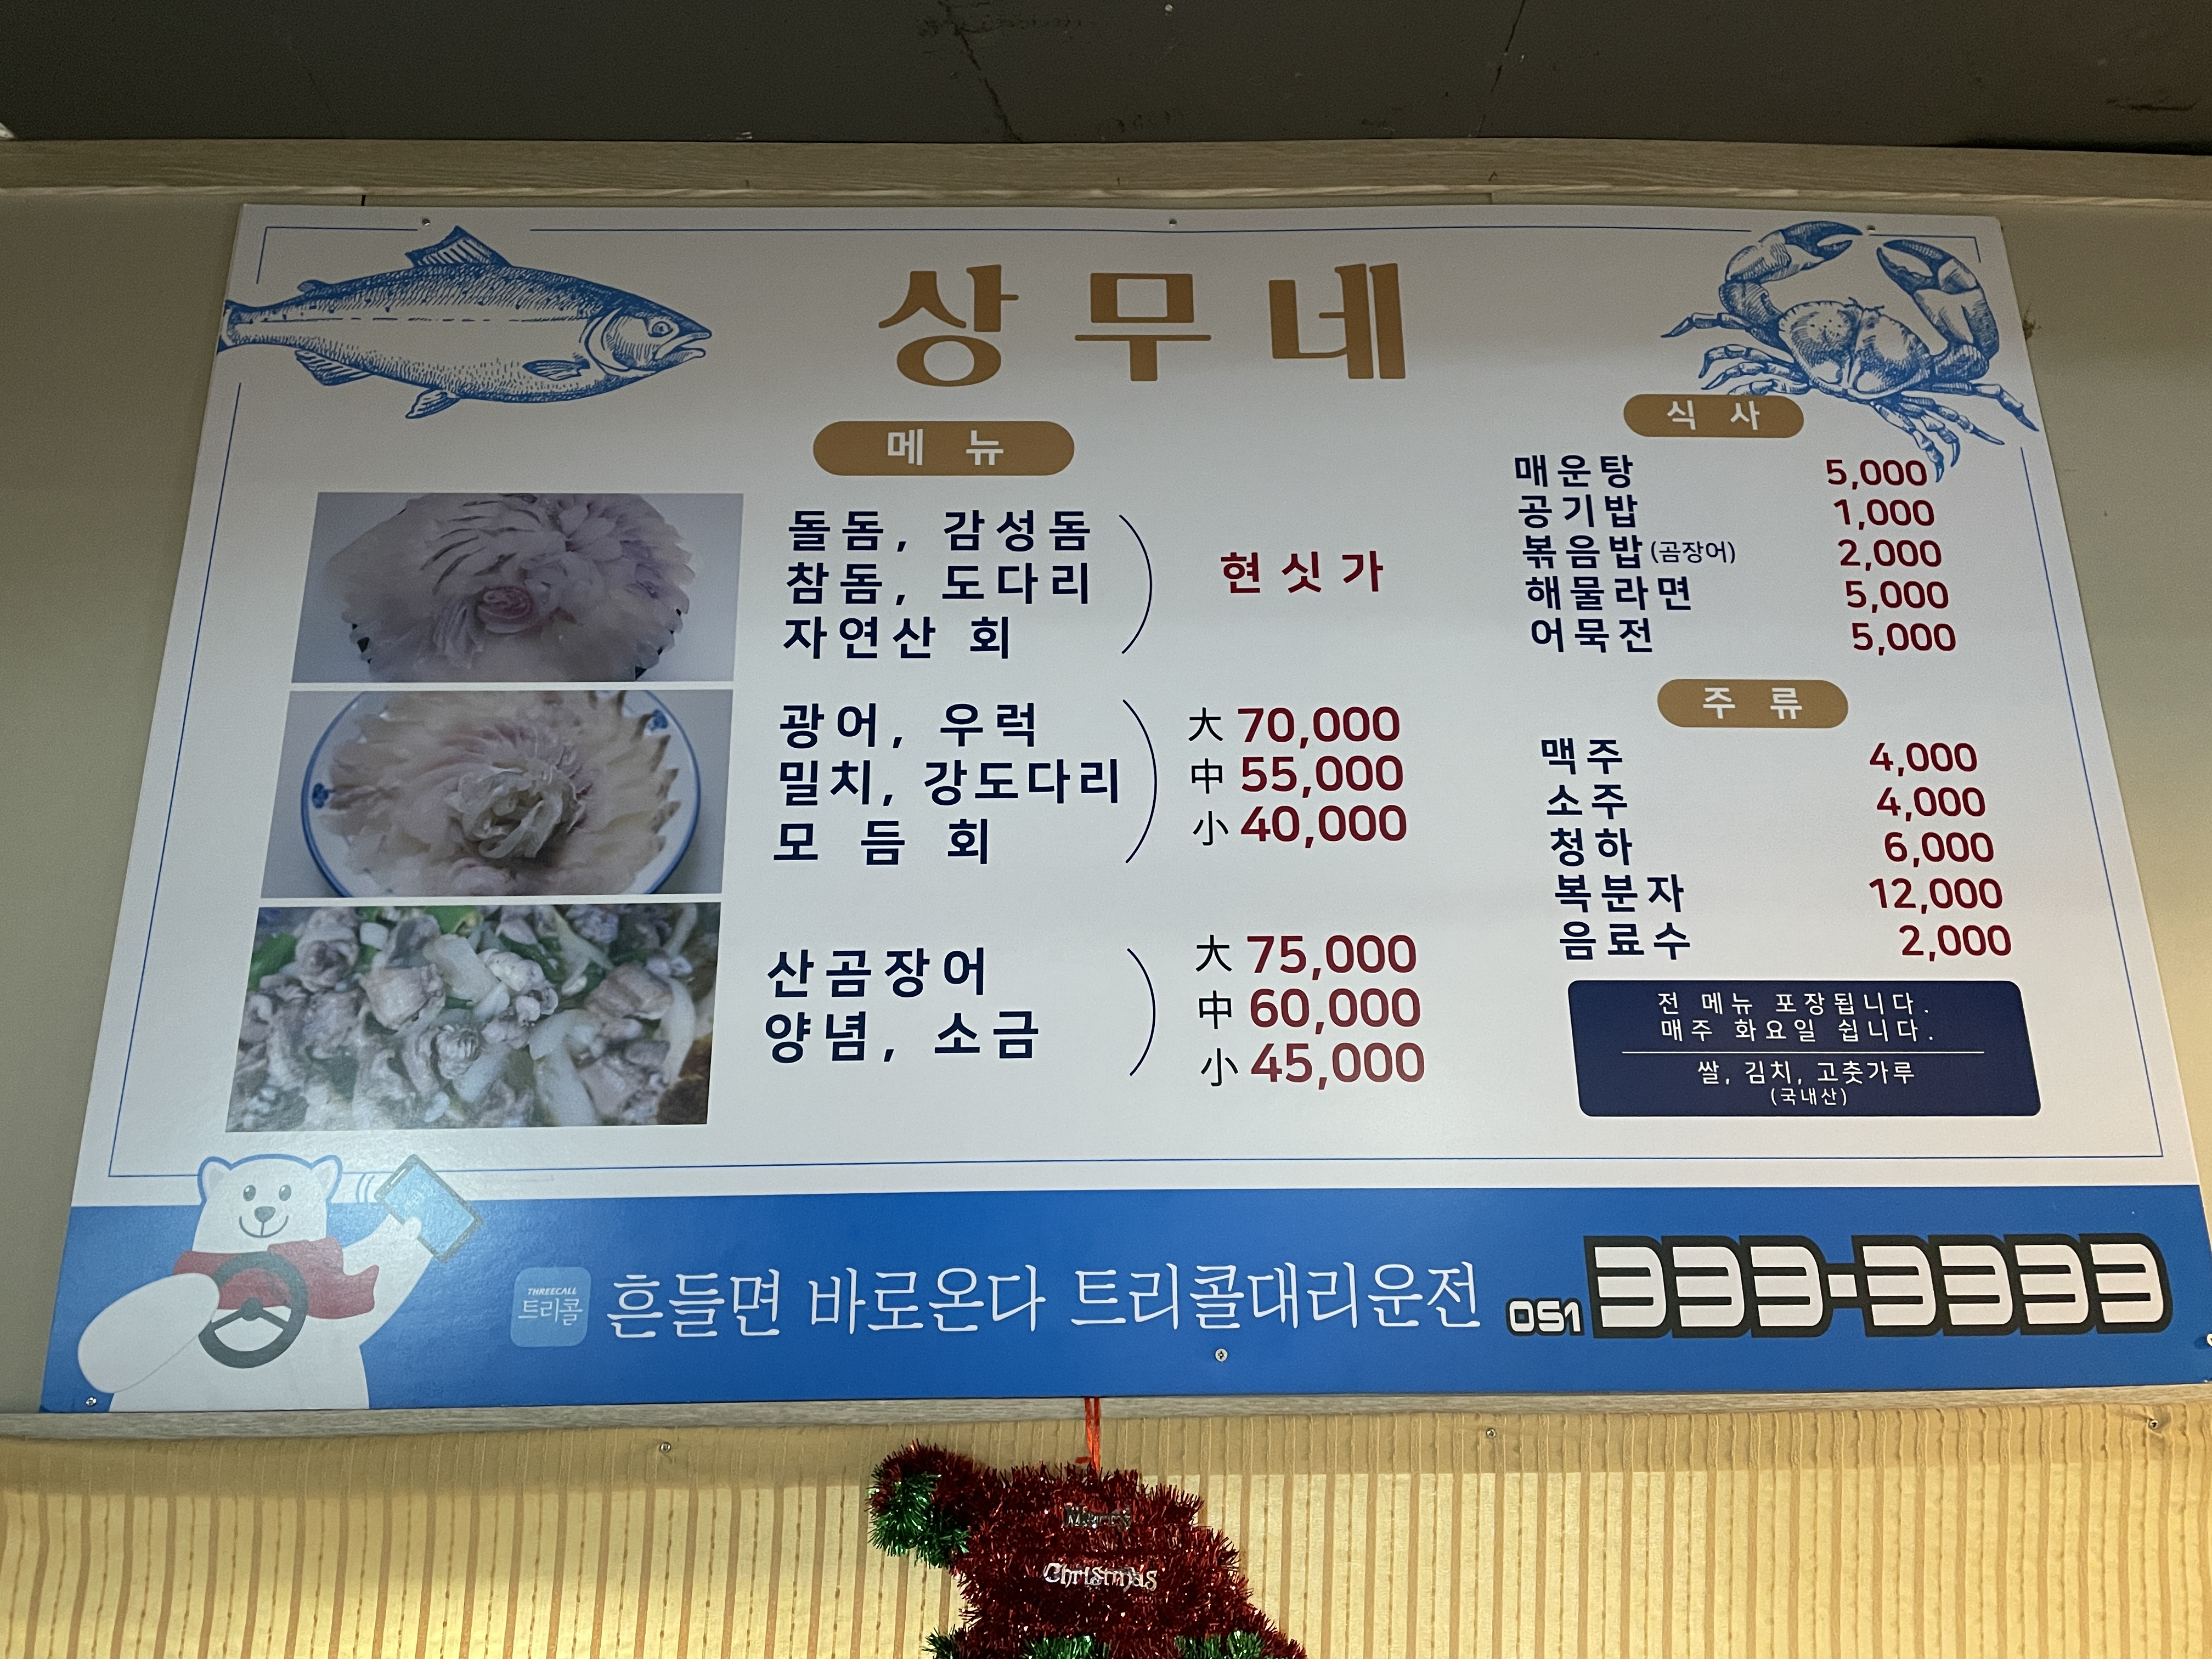 상무네
메뉴
돌돔, 감성돔
참돔, 도다리
자연산 회
현싯가
광어, 우럭
밀치, 강도다리
모듬회
大 70,000
中 55,000
小 40,000
산곰장어
양념, 소금
大 75,000
中 60,000
小 45,000
식사
매운탕 5,000
공기밥 1,000
볶음밥(곰장어) 2,000
해물라면 5,000
어묵전 5,000
주류
맥주 4,000
소주 4,000
청하 6,000
복분자 12,000
음료수 2,000
전 메뉴 포장됩니다.
매주 화요일 쉽니다.
쌀, 김치, 고춧가루
(국내산)
THREECALL
트리콜
흔들면 바로온다 트리콜대리운전 051 333-3333
Merry
Christmas